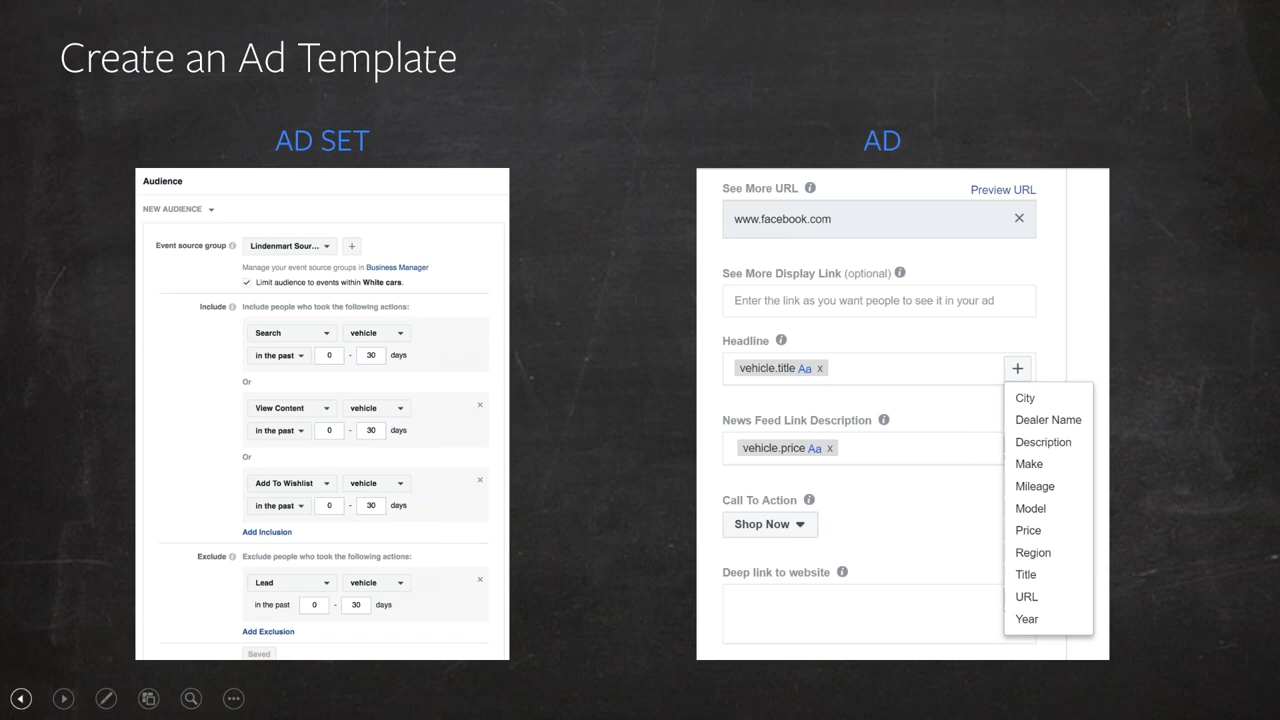 Create an Ad Template
AD SET
Audience
NEW AUDIENCE
Event source group
Lindenmart Sour...
+
Manage your event source groups in Business Manager
Limit audience to events within White cars.
Include
Include people who took the following actions:
Search
vehicle
in the past
0 - 30 days
Or
View Content
vehicle
×
in the past
0 - 30 days
Or
Add To Wishlist
vehicle
×
in the past
0 - 30 days
Add Inclusion
Exclude
Exclude people who took the following actions:
Lead
vehicle
×
in the past
0 - 30 days
Add Exclusion
Saved
AD
See More URL
Preview URL
www.facebook.com
See More Display Link (optional)
Enter the link as you want people to see it in your ad
Headline
vehicle.title Aa x
+
City
Dealer Name
Description
Make
Mileage
Model
Price
Region
Title
URL
Year
News Feed Link Description
vehicle.price Aa x
Call To Action
Shop Now
Deep link to website